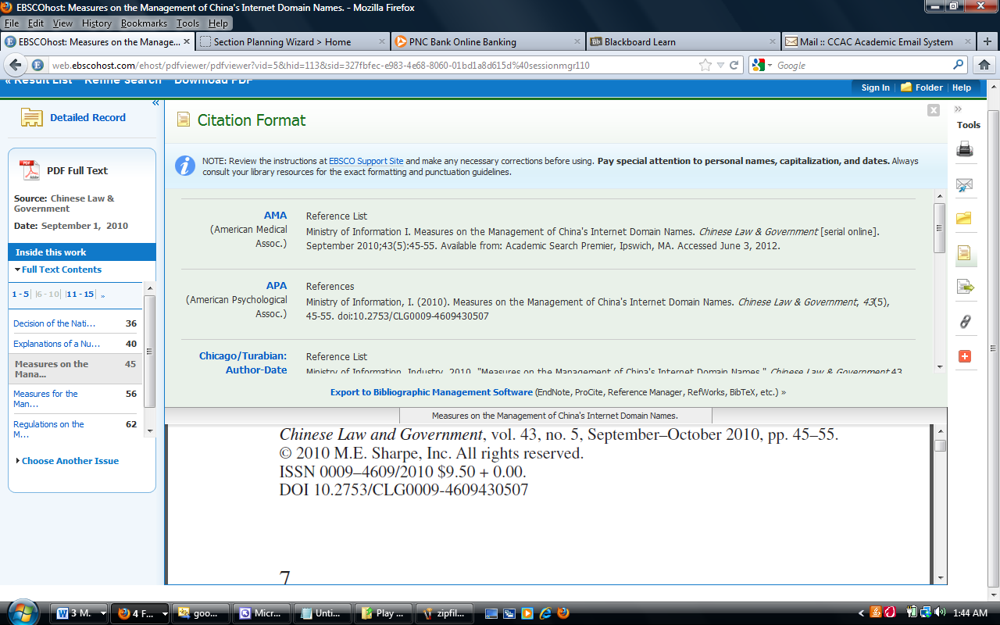 EBSCOhost: Measures on the Management of China's Internet Domain Names. - Mozilla Firefox
File Edit View History Bookmarks Tools Help
EBSCOhost: Measures on the Manage... × Section Planning Wizard > Home × PNC Bank Online Banking × Bb Blackboard Learn × Mail :: CCAC Academic Email System × +
web.ebscohost.com/ehost/pdfviewer/pdfviewer?vid=5&hid=113&sid=327fbfec-e983-4e68-8060-01bd1a8d615d%40sessionmgr110 Google
« Result List Refine Search Download PDF
Sign In Folder Help
«
Detailed Record
PDF Full Text
Source: Chinese Law &
Government
Date: September 1, 2010
Inside this work
Full Text Contents
1 - 5 6 - 10 11 - 15 »
Decision of the Nati... 36
Explanations of a Nu... 40
Measures on the 45
Mana...
Measures for the 56
Man...
Regulations on the 62
M...
Choose Another Issue
Citation Format x
NOTE: Review the instructions at EBSCO Support Site and make any necessary corrections before using. Pay special attention to personal names, capitalization, and dates. Always
consult your library resources for the exact formatting and punctuation guidelines.
AMA
(American Medical
Assoc.)
Reference List
Ministry of Information I. Measures on the Management of China's Internet Domain Names. Chinese Law & Government [serial online].
September 2010;43(5):45-55. Available from: Academic Search Premier, Ipswich, MA. Accessed June 3, 2012.
APA
(American Psychological
Assoc.)
References
Ministry of Information, I. (2010). Measures on the Management of China's Internet Domain Names. Chinese Law & Government, 43(5),
45-55. doi:10.2753/CLG0009-4609430507
Chicago/Turabian:
Author-Date
Reference List
Ministry of Information, Industry. 2010. "Measures on the Management of China's Internet Domain Names." Chinese Law & Government 43,
Export to Bibliographic Management Software (EndNote, ProCite, Reference Manager, RefWorks, BibTeX, etc.) »
Measures on the Management of China's Internet Domain Names.
Chinese Law and Government, vol. 43, no. 5, September–October 2010, pp. 45–55.
© 2010 M.E. Sharpe, Inc. All rights reserved.
ISSN 0009–4609/2010 $9.50 + 0.00.
DOI 10.2753/CLG0009-4609430507
7
»
Tools
3 M... 4 F... goo... Micr... Unti... Play ... zipfil... < 1:44 AM